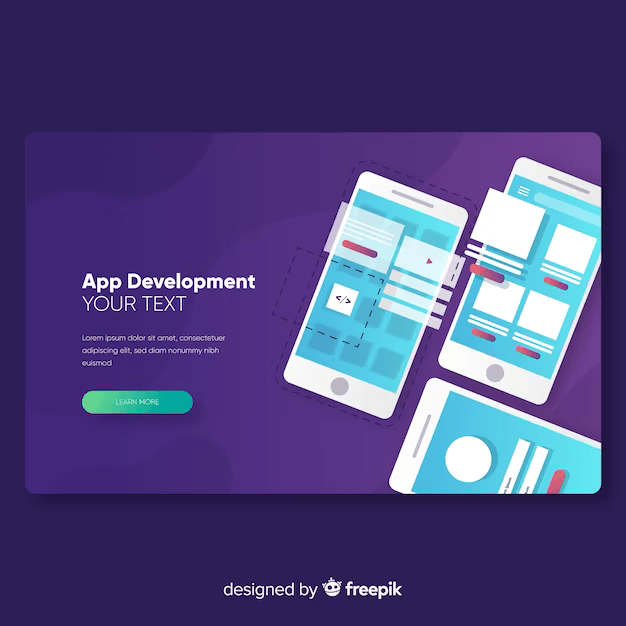 App Development
YOUR TEXT
Lorem ipsum dolor sit amet, consectetuer
adipiscing elit, sed diam nonummy nibh
euismod
LEARN MORE
</>
designed by freepik